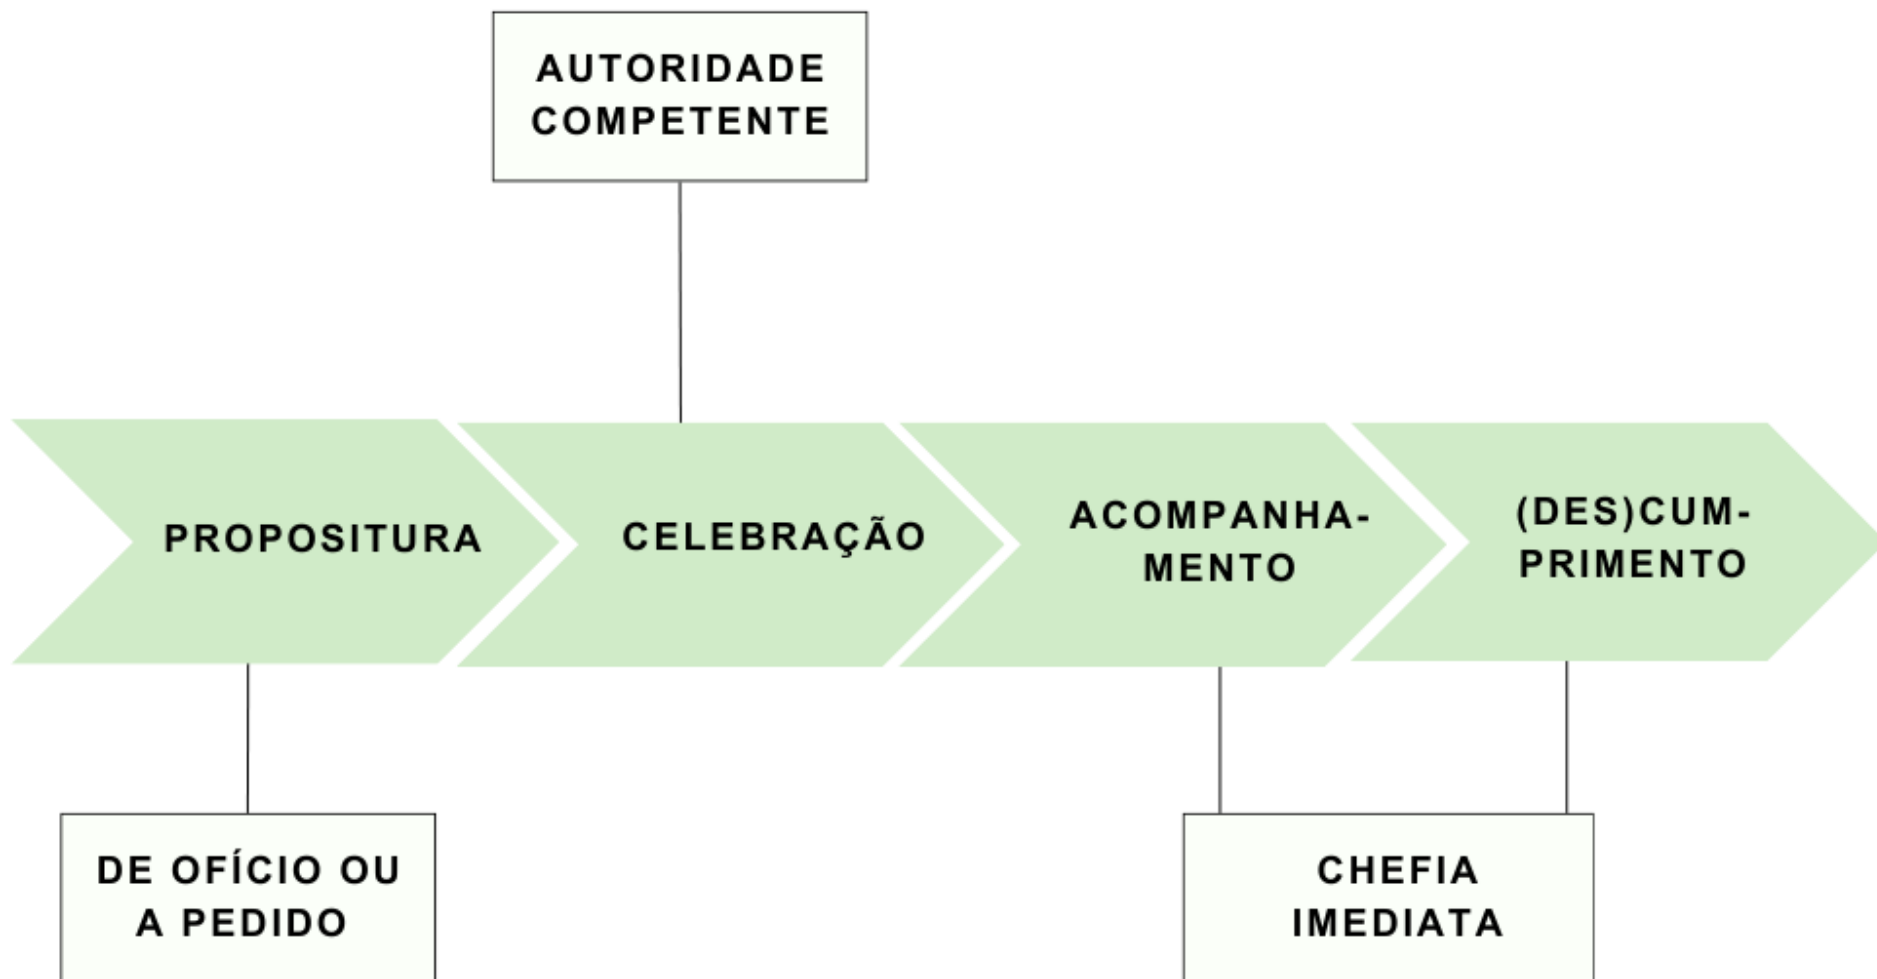 AUTORIDADE
COMPETENTE
PROPOSITURA
CELEBRAÇÃO
ACOMPANHA-
MENTO
(DES)CUM-
PRIMENTO
DE OFÍCIO OU
A PEDIDO
CHEFIA
IMEDIATA